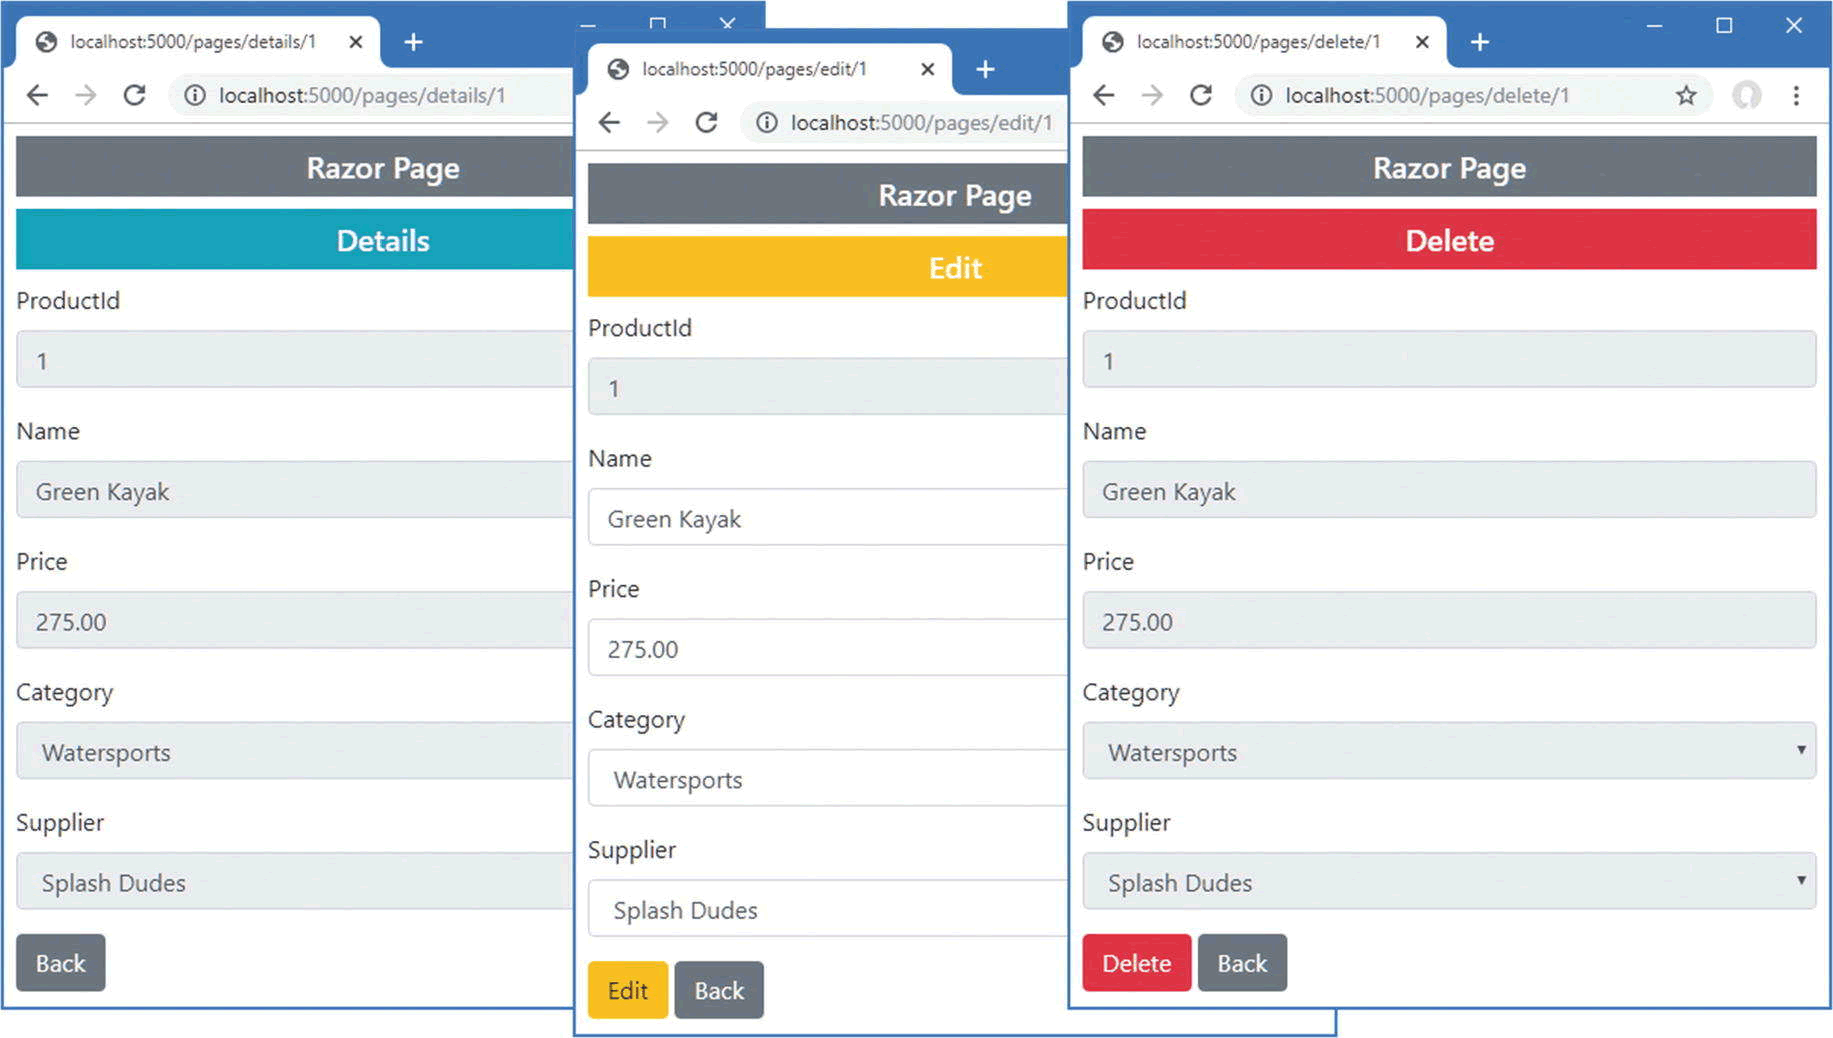 localhost:5000/pages/details/1
localhost:5000/pages/details/1
Razor Page
Details
ProductId
1
Name
Green Kayak
Price
275.00
Category
Watersports
Supplier
Splash Dudes
Back
localhost:5000/pages/edit/1
localhost:5000/pages/edit/1
Razor Page
Edit
ProductId
1
Name
Green Kayak
Price
275.00
Category
Watersports
Supplier
Splash Dudes
Edit Back
localhost:5000/pages/delete/1
localhost:5000/pages/delete/1
Razor Page
Delete
ProductId
1
Name
Green Kayak
Price
275.00
Category
Watersports
Supplier
Splash Dudes
Delete Back